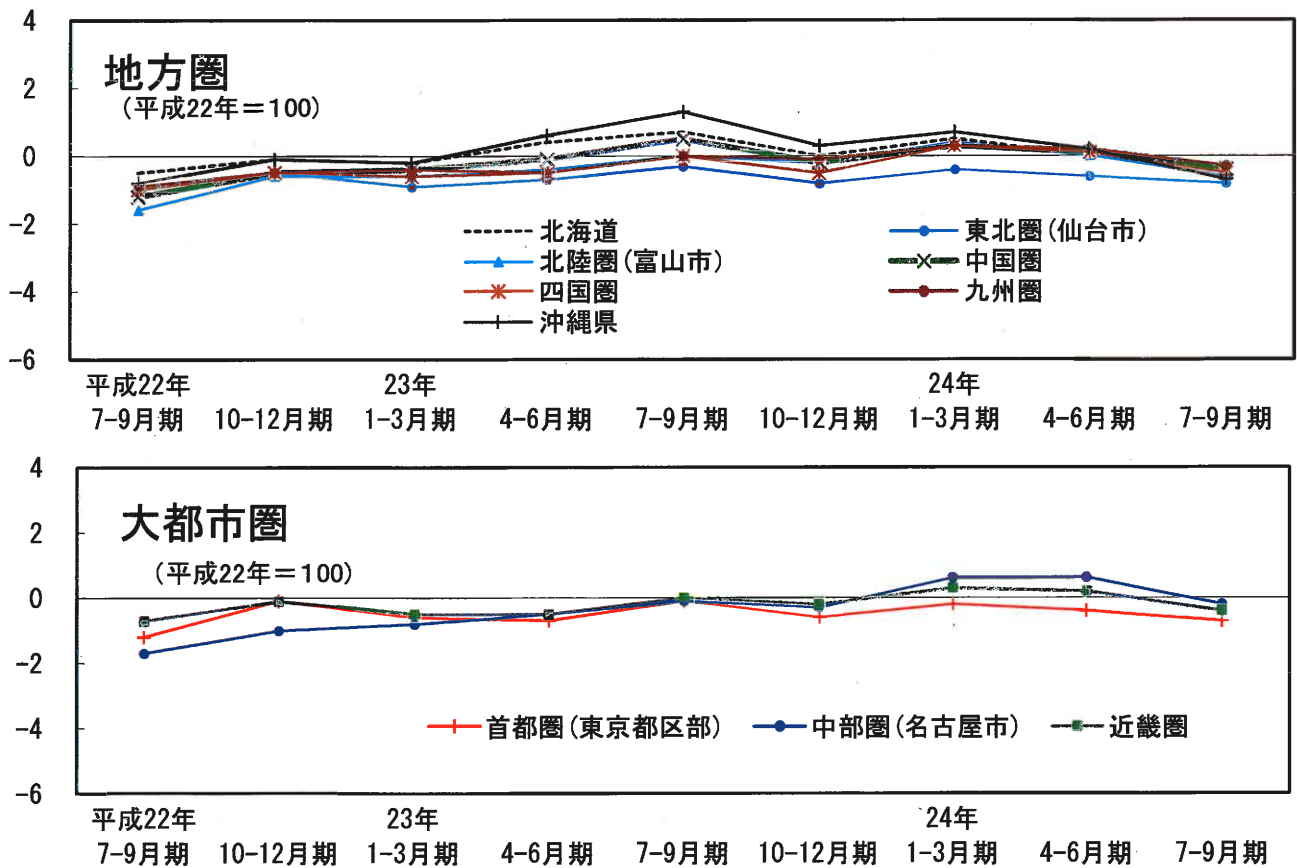 4
2
0
-2
-4
-6
地方圏
(平成22年＝100)
北海道
東北圏(仙台市)
北陸圏(富山市)
中国圏
四国圏
九州圏
沖縄県
平成22年 23年 24年
7-9月期 10-12月期 1-3月期 4-6月期 7-9月期 10-12月期 1-3月期 4-6月期 7-9月期
4
2
0
-2
-4
-6
大都市圏
(平成22年＝100)
首都圏(東京都区部) 中部圏(名古屋市) 近畿圏
平成22年 23年 24年
7-9月期 10-12月期 1-3月期 4-6月期 7-9月期 10-12月期 1-3月期 4-6月期 7-9月期